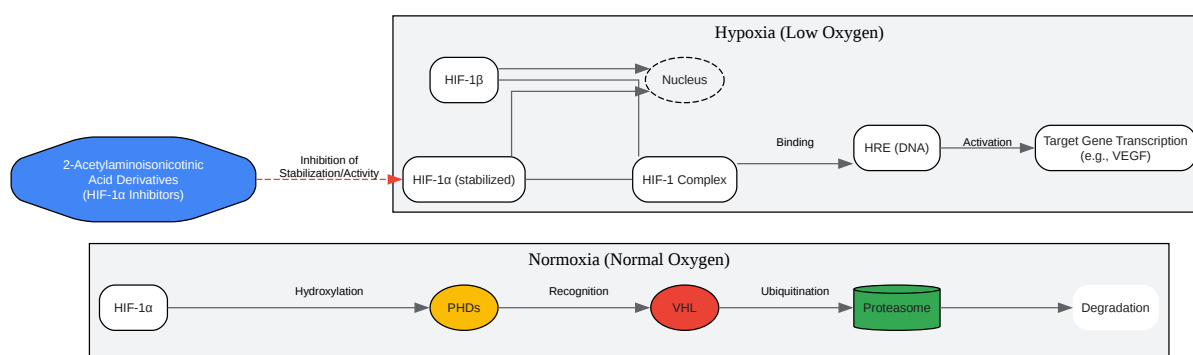 Hypoxia (Low Oxygen)
HIF-1β
Nucleus
2-Acetylaminoisonicotinic
Acid Derivatives
(HIF-1α Inhibitors)
Inhibition of
Stabilization/Activity
HIF-1α (stabilized)
HIF-1 Complex
Binding
HRE (DNA)
Activation
Target Gene Transcription
(e.g., VEGF)
Normoxia (Normal Oxygen)
HIF-1α
Hydroxylation
PHDs
Recognition
VHL
Ubiquitination
Proteasome
Degradation